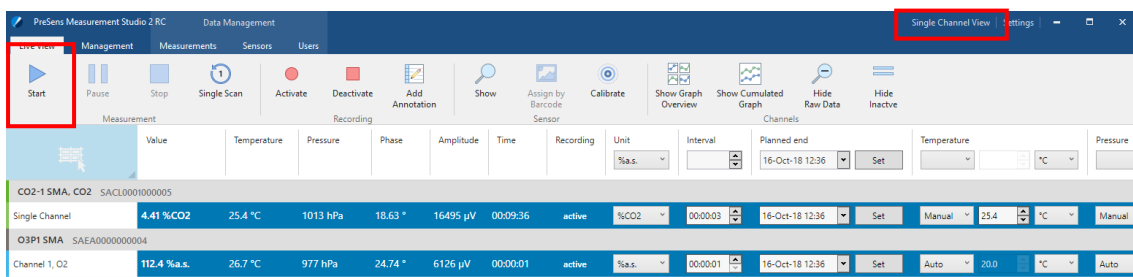 PreSens Measurement Studio 2 RC Data Management Single Channel View Settings
Live View Management Measurements Sensors Users
Start Pause Stop Single Scan Activate Deactivate Add Annotation Show Assign by Barcode Calibrate Show Graph Overview Show Cumulated Graph Hide Raw Data Hide Inactve
Measurement Recording Sensor Channels
Value Temperature Pressure Phase Amplitude Time Recording Unit Interval Planned end Temperature Pressure
%a.s. 16-Oct-18 12:36 Set °C
CO2-1 SMA, CO2 SACL0001000005
Single Channel 4.41 %CO2 25.4 °C 1013 hPa 18.63 ° 16495 µV 00:09:36 active %CO2 00:00:03 16-Oct-18 12:36 Set Manual 25.4 °C Manual
O3P1 SMA SAEA0000000004
Channel 1, O2 112.4 %a.s. 26.7 °C 977 hPa 24.74 ° 6126 µV 00:00:01 active %a.s. 00:00:01 16-Oct-18 12:36 Set Auto 20.0 °C Auto